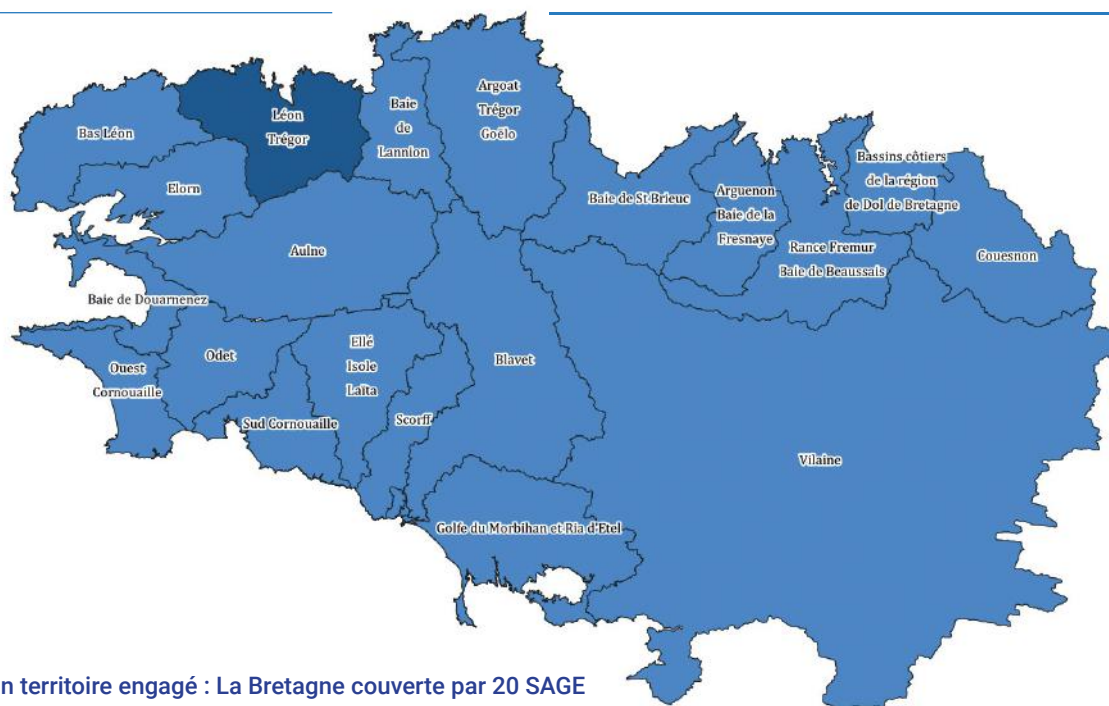 Argoat
Trégor
Goëlo
Baie
de
Lannion
Léon
Trégor
Bas Léon
Bassins côtiers
de la région
de Dol de Bretagne
Elorn
Baie de St Brieuc
Arguenon
Baie de la
Fresnaye
Rance Fremur
Baie de Beaussais
Couesnon
Aulne
Baie de Douarnenez
Ouest
Cornouaille
Odet
Ellé
Isole
Laïta
Blavet
Sud Cornouaille
Scorff
Vilaine
Golfe du Morbihan et Ria d'Etel
n territoire engagé : La Bretagne couverte par 20 SAGE